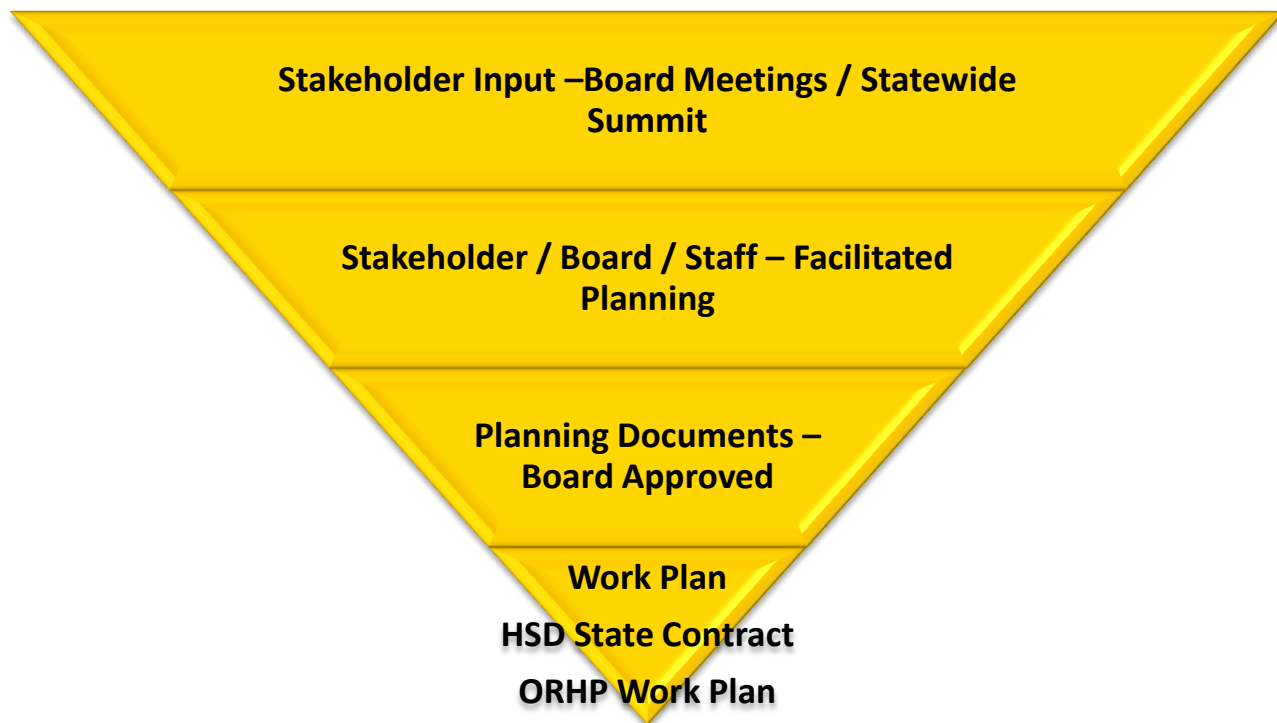 Stakeholder Input –Board Meetings / Statewide
Summit
Stakeholder / Board / Staff – Facilitated
Planning
Planning Documents –
Board Approved
Work Plan
HSD State Contract
ORHP Work Plan